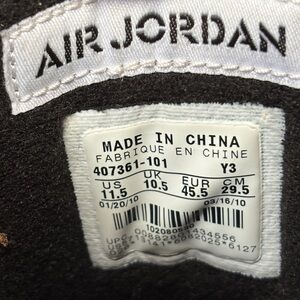 AIR JORDAN
MADE IN CHINA
FABRIQUE EN CHINE
407361-101 Y3
US UK EUR CM
11.5 10.5 45.5 29.5
01/20/10 03/16/10